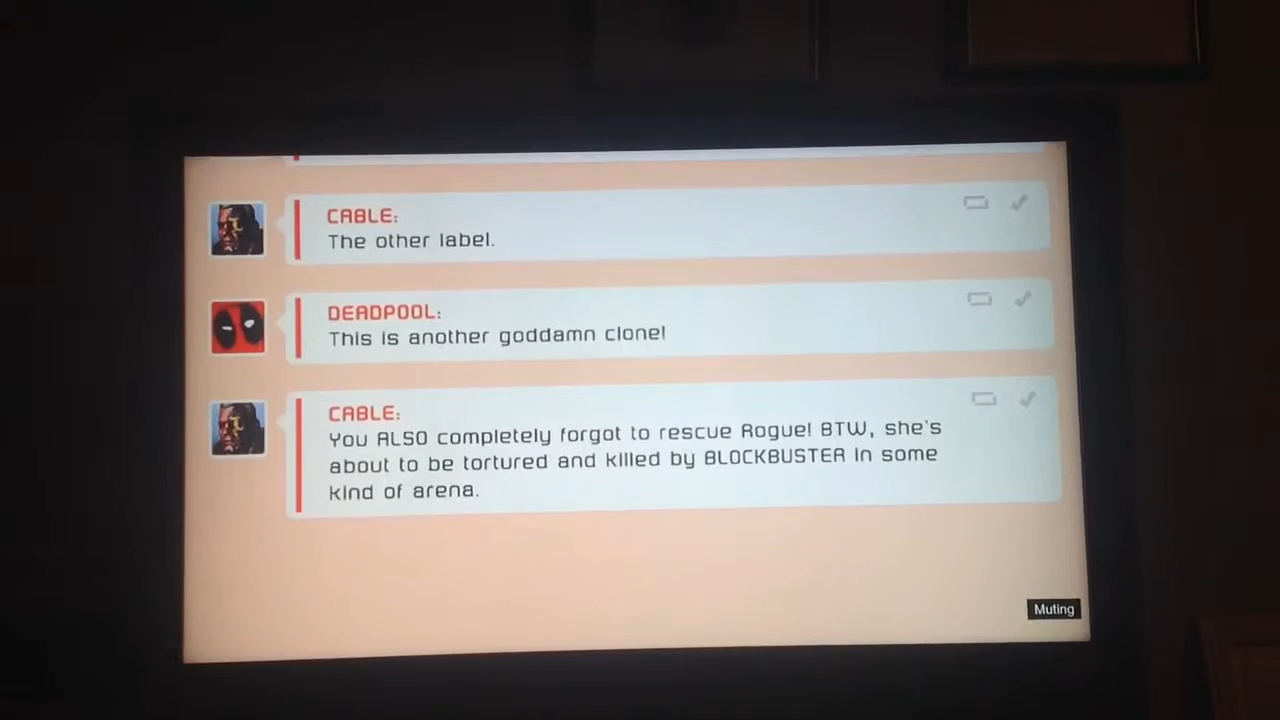 CABLE:
The other label.
DEADPOOL:
This is another goddamn clone!
CABLE:
You ALSO completely forgot to rescue Rogue! BTW, she's
about to be tortured and killed by BLOCKBUSTER in some
kind of arena.
Muting